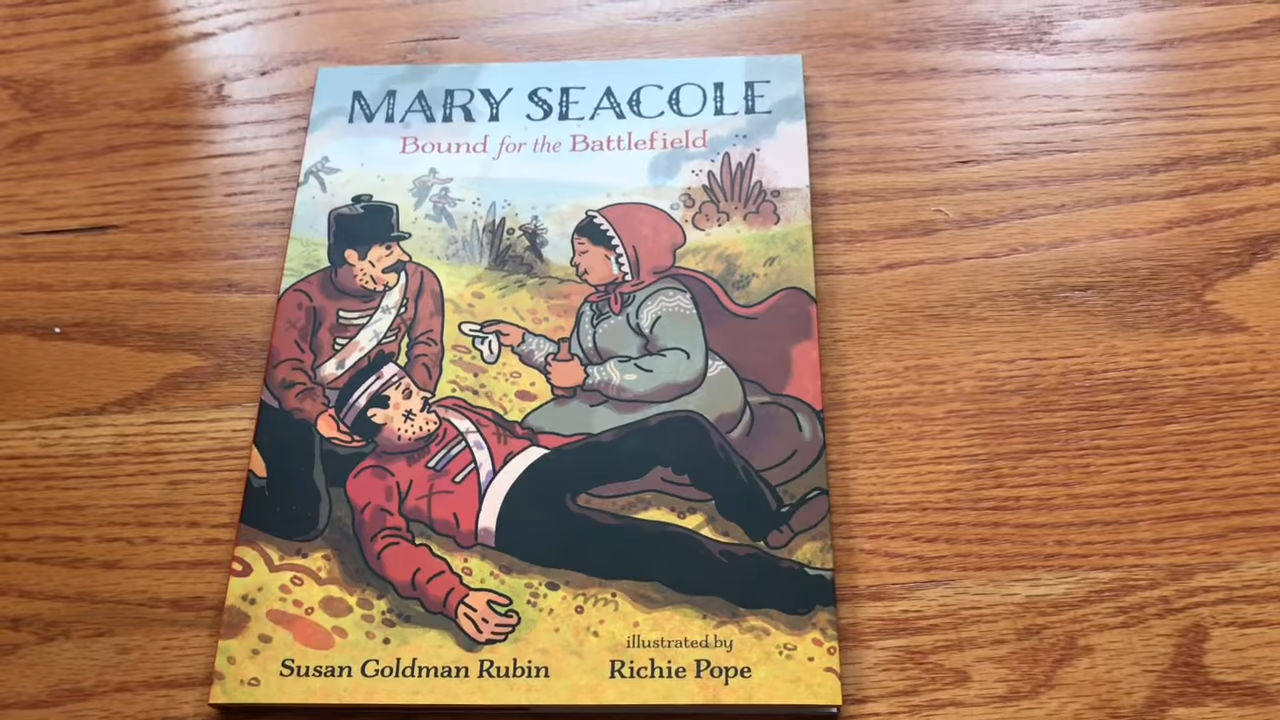 MARY SEACOLE
Bound for the Battlefield
illustrated by
Susan Goldman Rubin Richie Pope